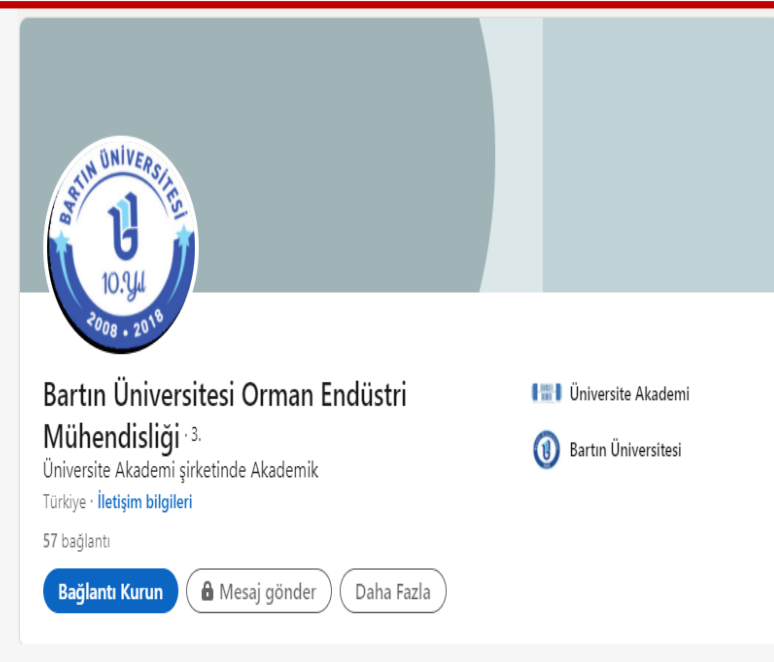 BARTIN ÜNİVERSİTESİ
10.Yıl
2008 • 2018
Bartın Üniversitesi Orman Endüstri
Mühendisliği · 3.
Üniversite Akademi şirketinde Akademik
Türkiye · İletişim bilgileri
57 bağlantı
Bağlantı Kurun
Mesaj gönder
Daha Fazla
Üniversite Akademi
Bartın Üniversitesi